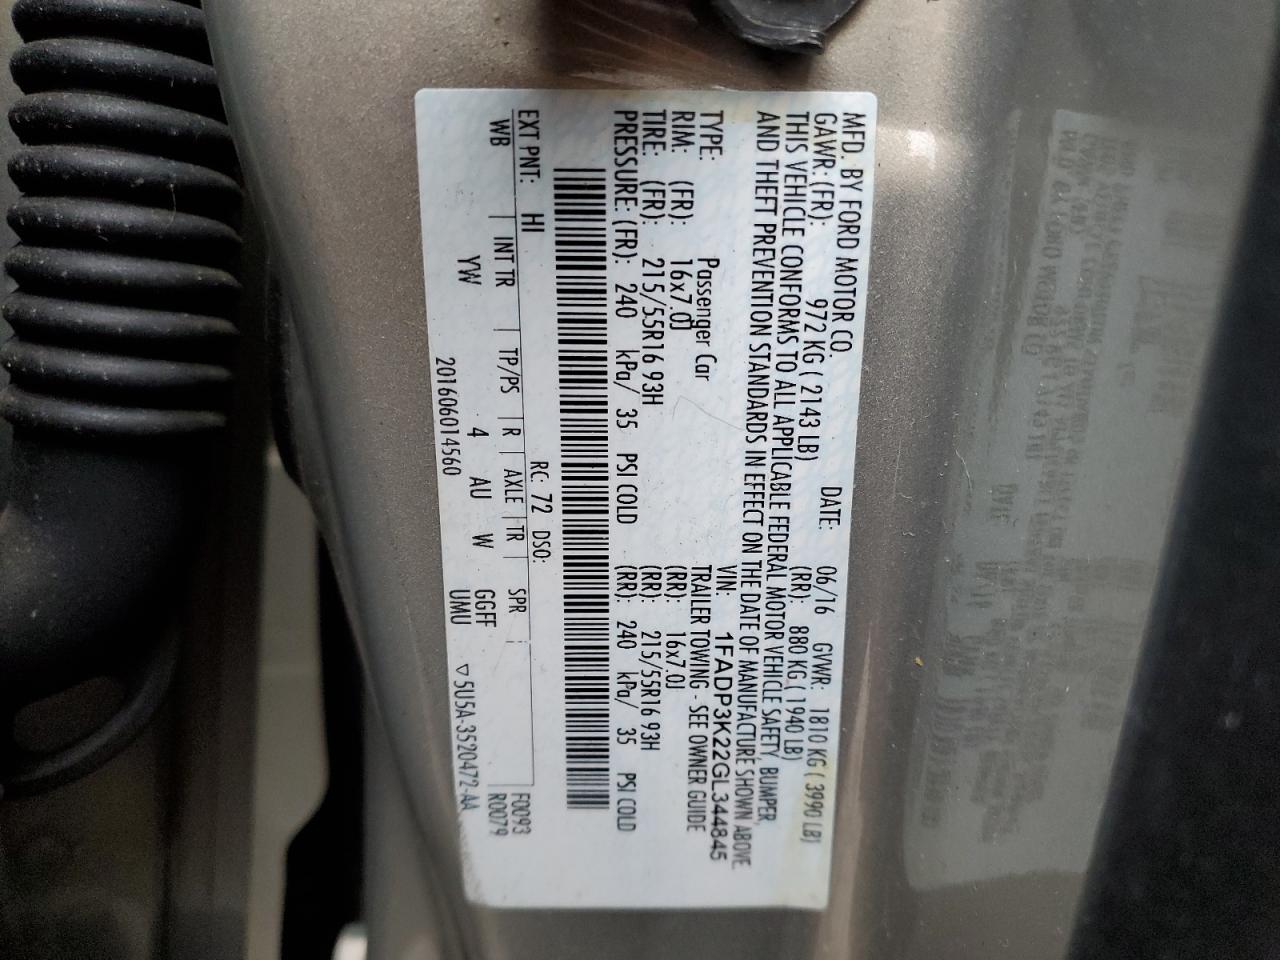 MFD. BY FORD MOTOR CO.
DATE: 06/16 GVWR: 1810 KG ( 3990 LB)
GAWR: (FR): 972 KG ( 2143 LB) (RR): 880 KG ( 1940 LB)
THIS VEHICLE CONFORMS TO ALL APPLICABLE FEDERAL MOTOR VEHICLE SAFETY, BUMPER,
AND THEFT PREVENTION STANDARDS IN EFFECT ON THE DATE OF MANUFACTURE SHOWN ABOVE.
VIN: 1FADP3K22GL344845
TYPE: Passenger Car TRAILER TOWING - SEE OWNER GUIDE
RIM: (FR): 16x7.0J (RR): 16x7.0J
TIRE: (FR): 215/55R16 93H (RR): 215/55R16 93H
PRESSURE: (FR): 240 kPa/ 35 PSI COLD (RR): 240 kPa/ 35 PSI COLD
EXT PNT: HI RC: 72 DSO: F0093
WB INT TR TP/PS R AXLE TR SPR R0079
YW 4 AU W GGFF
201606014560 UMU ▽5U5A-3520472-AA